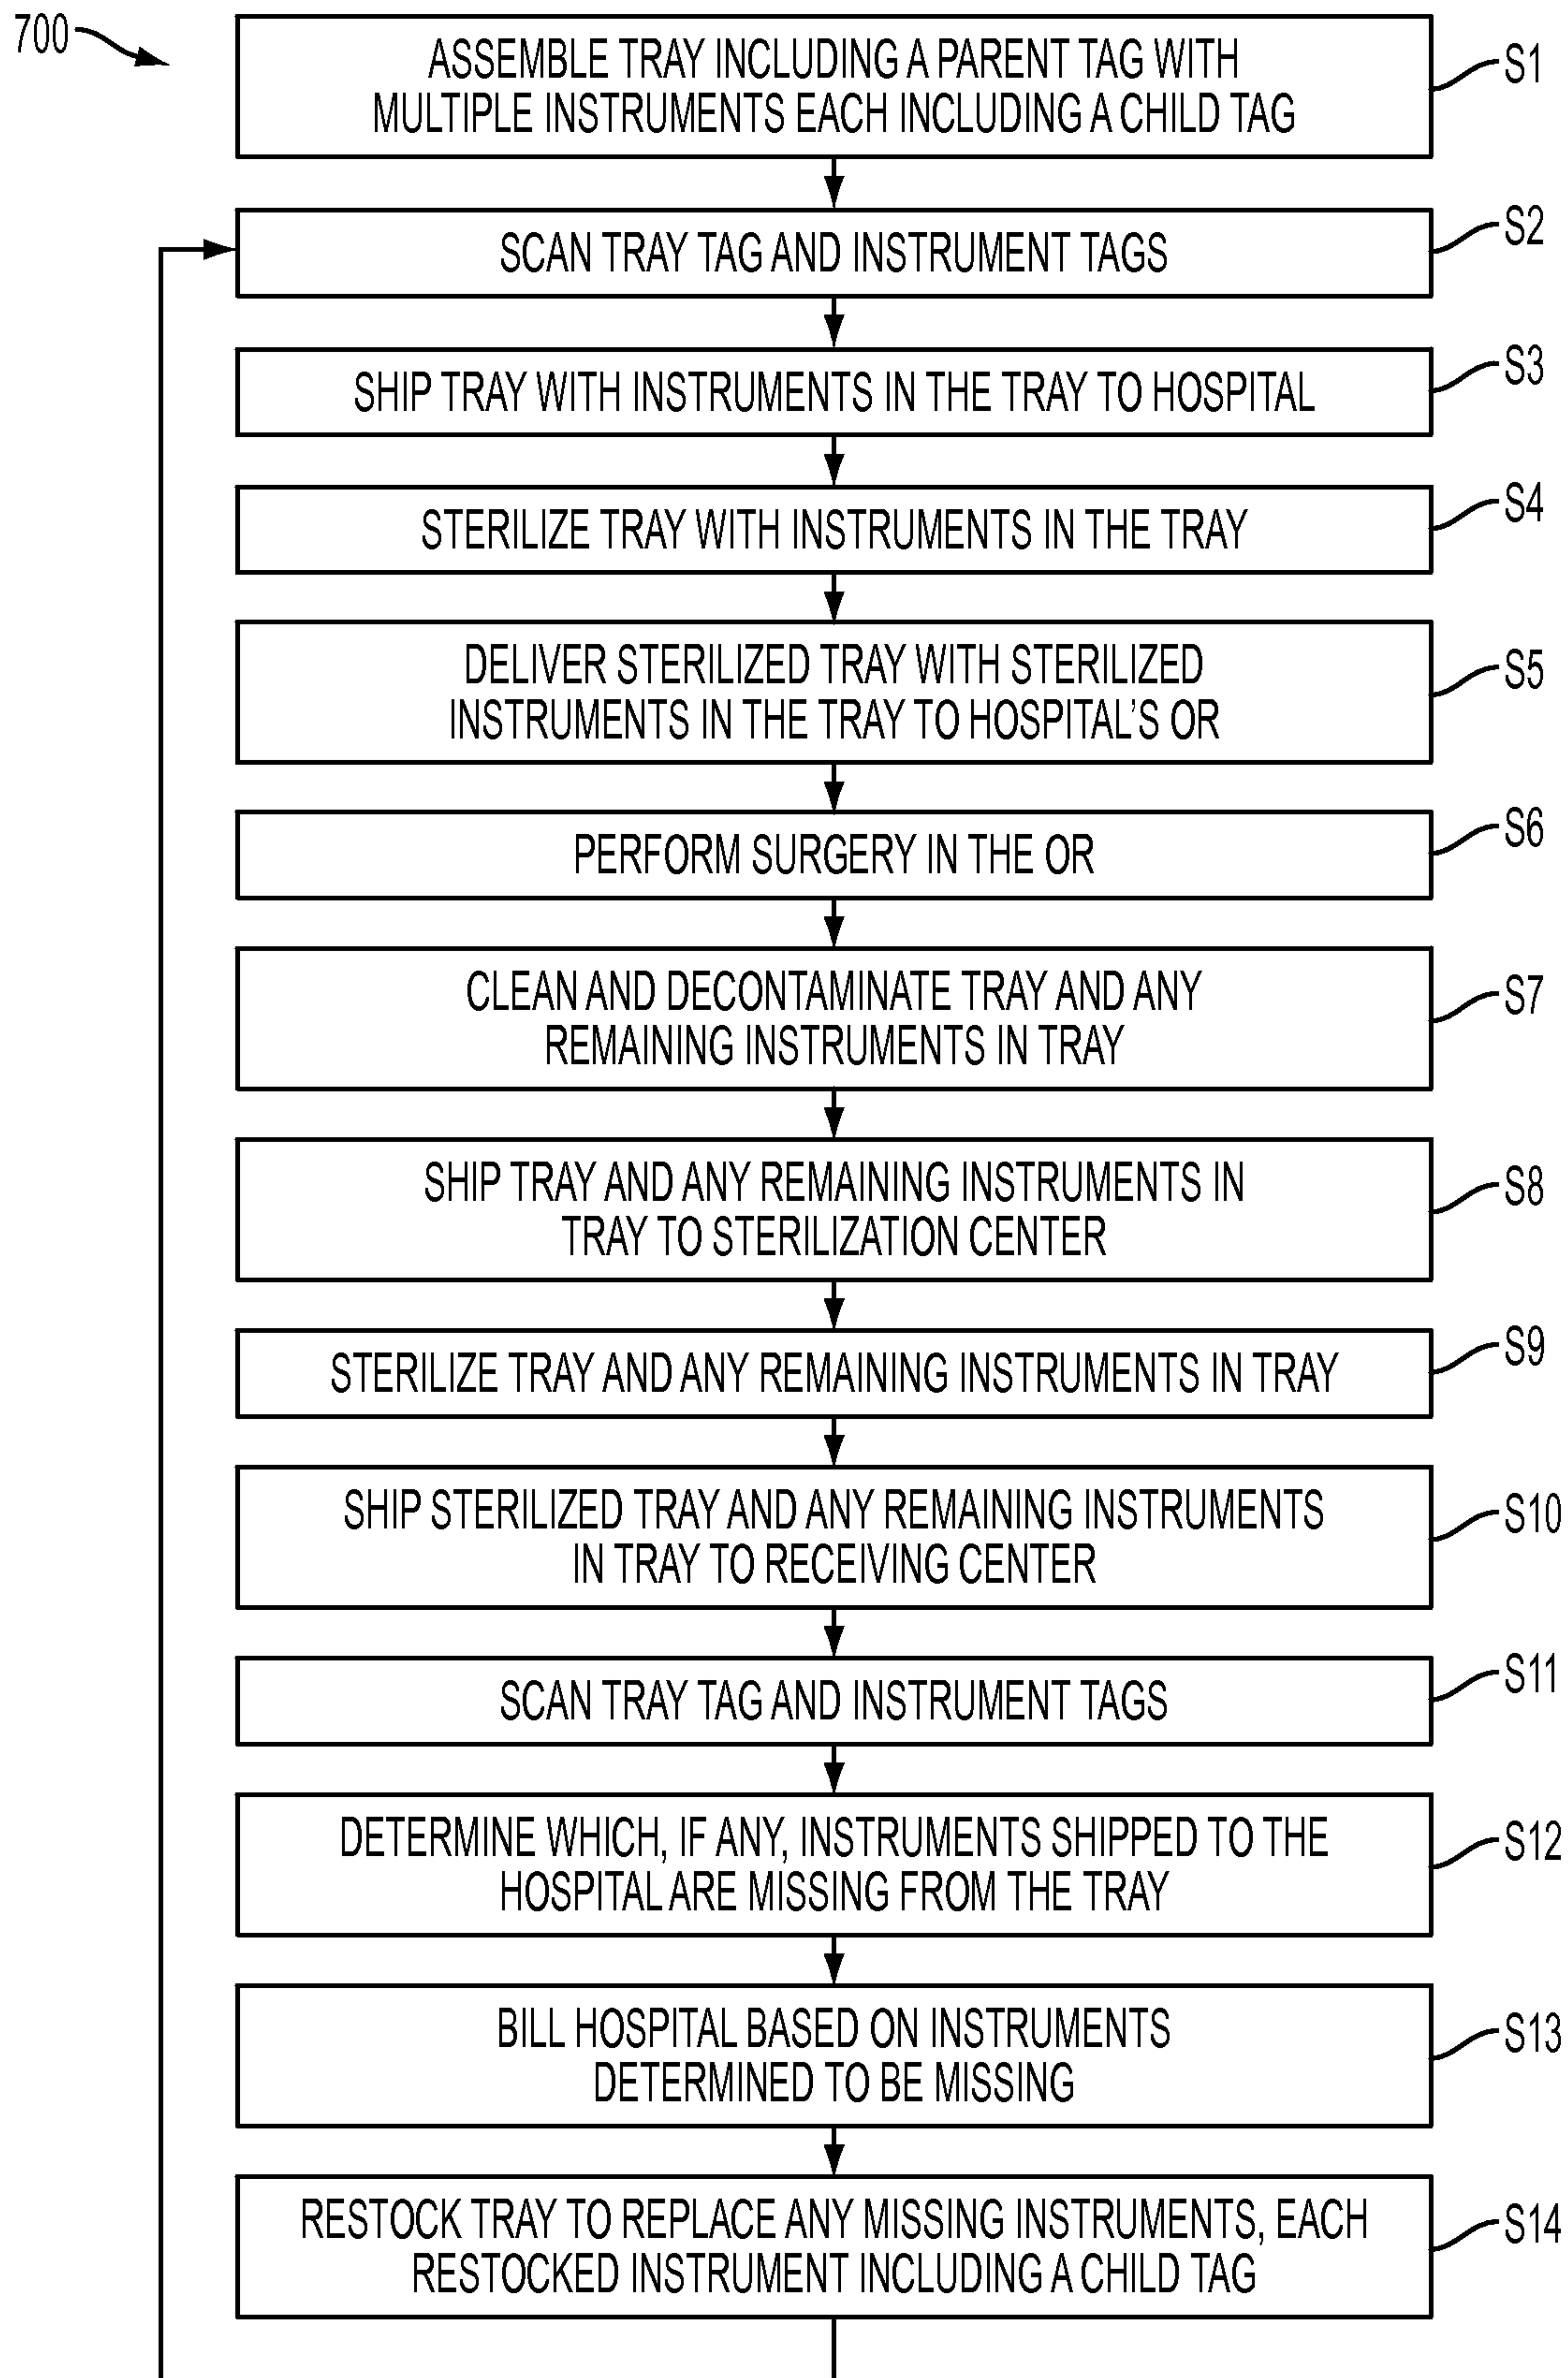 700
ASSEMBLE TRAY INCLUDING A PARENT TAG WITH
MULTIPLE INSTRUMENTS EACH INCLUDING A CHILD TAG
S1
SCAN TRAY TAG AND INSTRUMENT TAGS
S2
SHIP TRAY WITH INSTRUMENTS IN THE TRAY TO HOSPITAL
S3
STERILIZE TRAY WITH INSTRUMENTS IN THE TRAY
S4
DELIVER STERILIZED TRAY WITH STERILIZED
INSTRUMENTS IN THE TRAY TO HOSPITAL'S OR
S5
PERFORM SURGERY IN THE OR
S6
CLEAN AND DECONTAMINATE TRAY AND ANY
REMAINING INSTRUMENTS IN TRAY
S7
SHIP TRAY AND ANY REMAINING INSTRUMENTS IN
TRAY TO STERILIZATION CENTER
S8
STERILIZE TRAY AND ANY REMAINING INSTRUMENTS IN TRAY
S9
SHIP STERILIZED TRAY AND ANY REMAINING INSTRUMENTS
IN TRAY TO RECEIVING CENTER
S10
SCAN TRAY TAG AND INSTRUMENT TAGS
S11
DETERMINE WHICH, IF ANY, INSTRUMENTS SHIPPED TO THE
HOSPITAL ARE MISSING FROM THE TRAY
S12
BILL HOSPITAL BASED ON INSTRUMENTS
DETERMINED TO BE MISSING
S13
RESTOCK TRAY TO REPLACE ANY MISSING INSTRUMENTS, EACH
RESTOCKED INSTRUMENT INCLUDING A CHILD TAG
S14